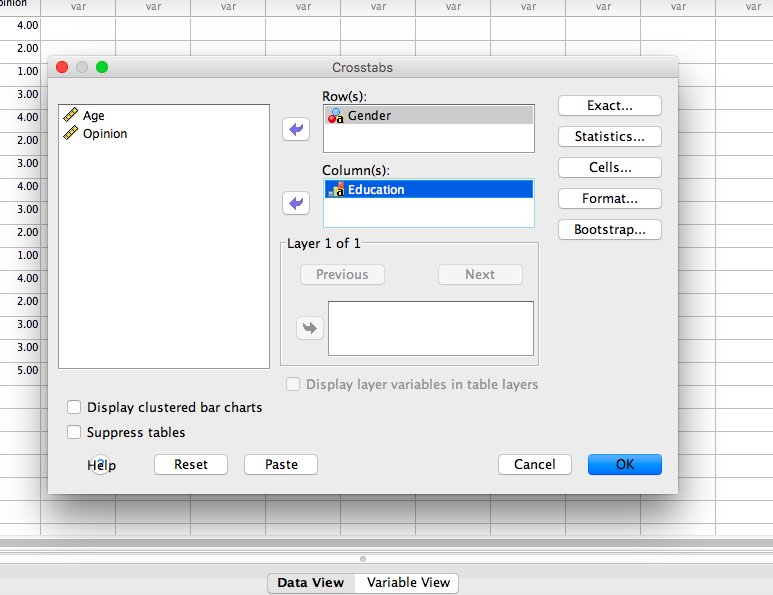 pinion
var var var var var var var var var var
4.00
2.00
1.00
3.00
4.00
2.00
3.00
4.00
3.00
2.00
1.00
4.00
2.00
3.00
3.00
5.00
Crosstabs
Age
Opinion
Row(s):
Gender
Column(s):
Education
Layer 1 of 1
Previous Next
Display layer variables in table layers
Exact...
Statistics...
Cells...
Format...
Bootstrap...
Display clustered bar charts
Suppress tables
Help Reset Paste Cancel OK
Data View Variable View